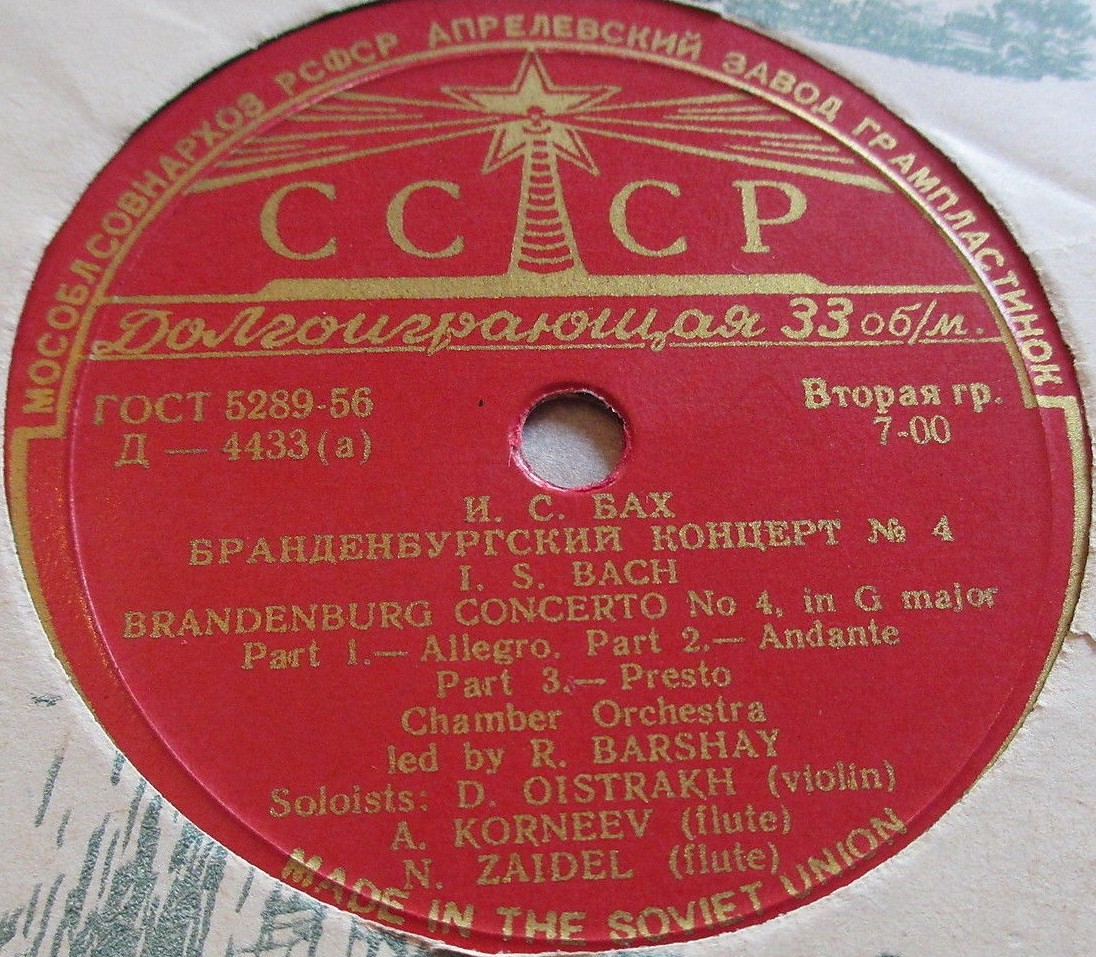 МОСОБЛСОВНАРХОЗ РСФСР АПРЕЛЕВСКИЙ ЗАВОД ГРАМПЛАСТИНОК
СССР
Долгоиграющая 33 об/м.
ГОСТ 5289-56
Вторая гр.
Д — 4433 (а)
7-00
И. С. БАХ
БРАНДЕНБУРГСКИЙ КОНЦЕРТ № 4
I. S. BACH
BRANDENBURG CONCERTO No 4, in G major
Part 1.— Allegro. Part 2.— Andante
Part 3.— Presto
Chamber Orchestra
led by R. BARSHAY
Soloists: D. OISTRAKH (violin)
A. KORNEEV (flute)
N. ZAIDEL (flute)
MADE IN THE SOVIET UNION